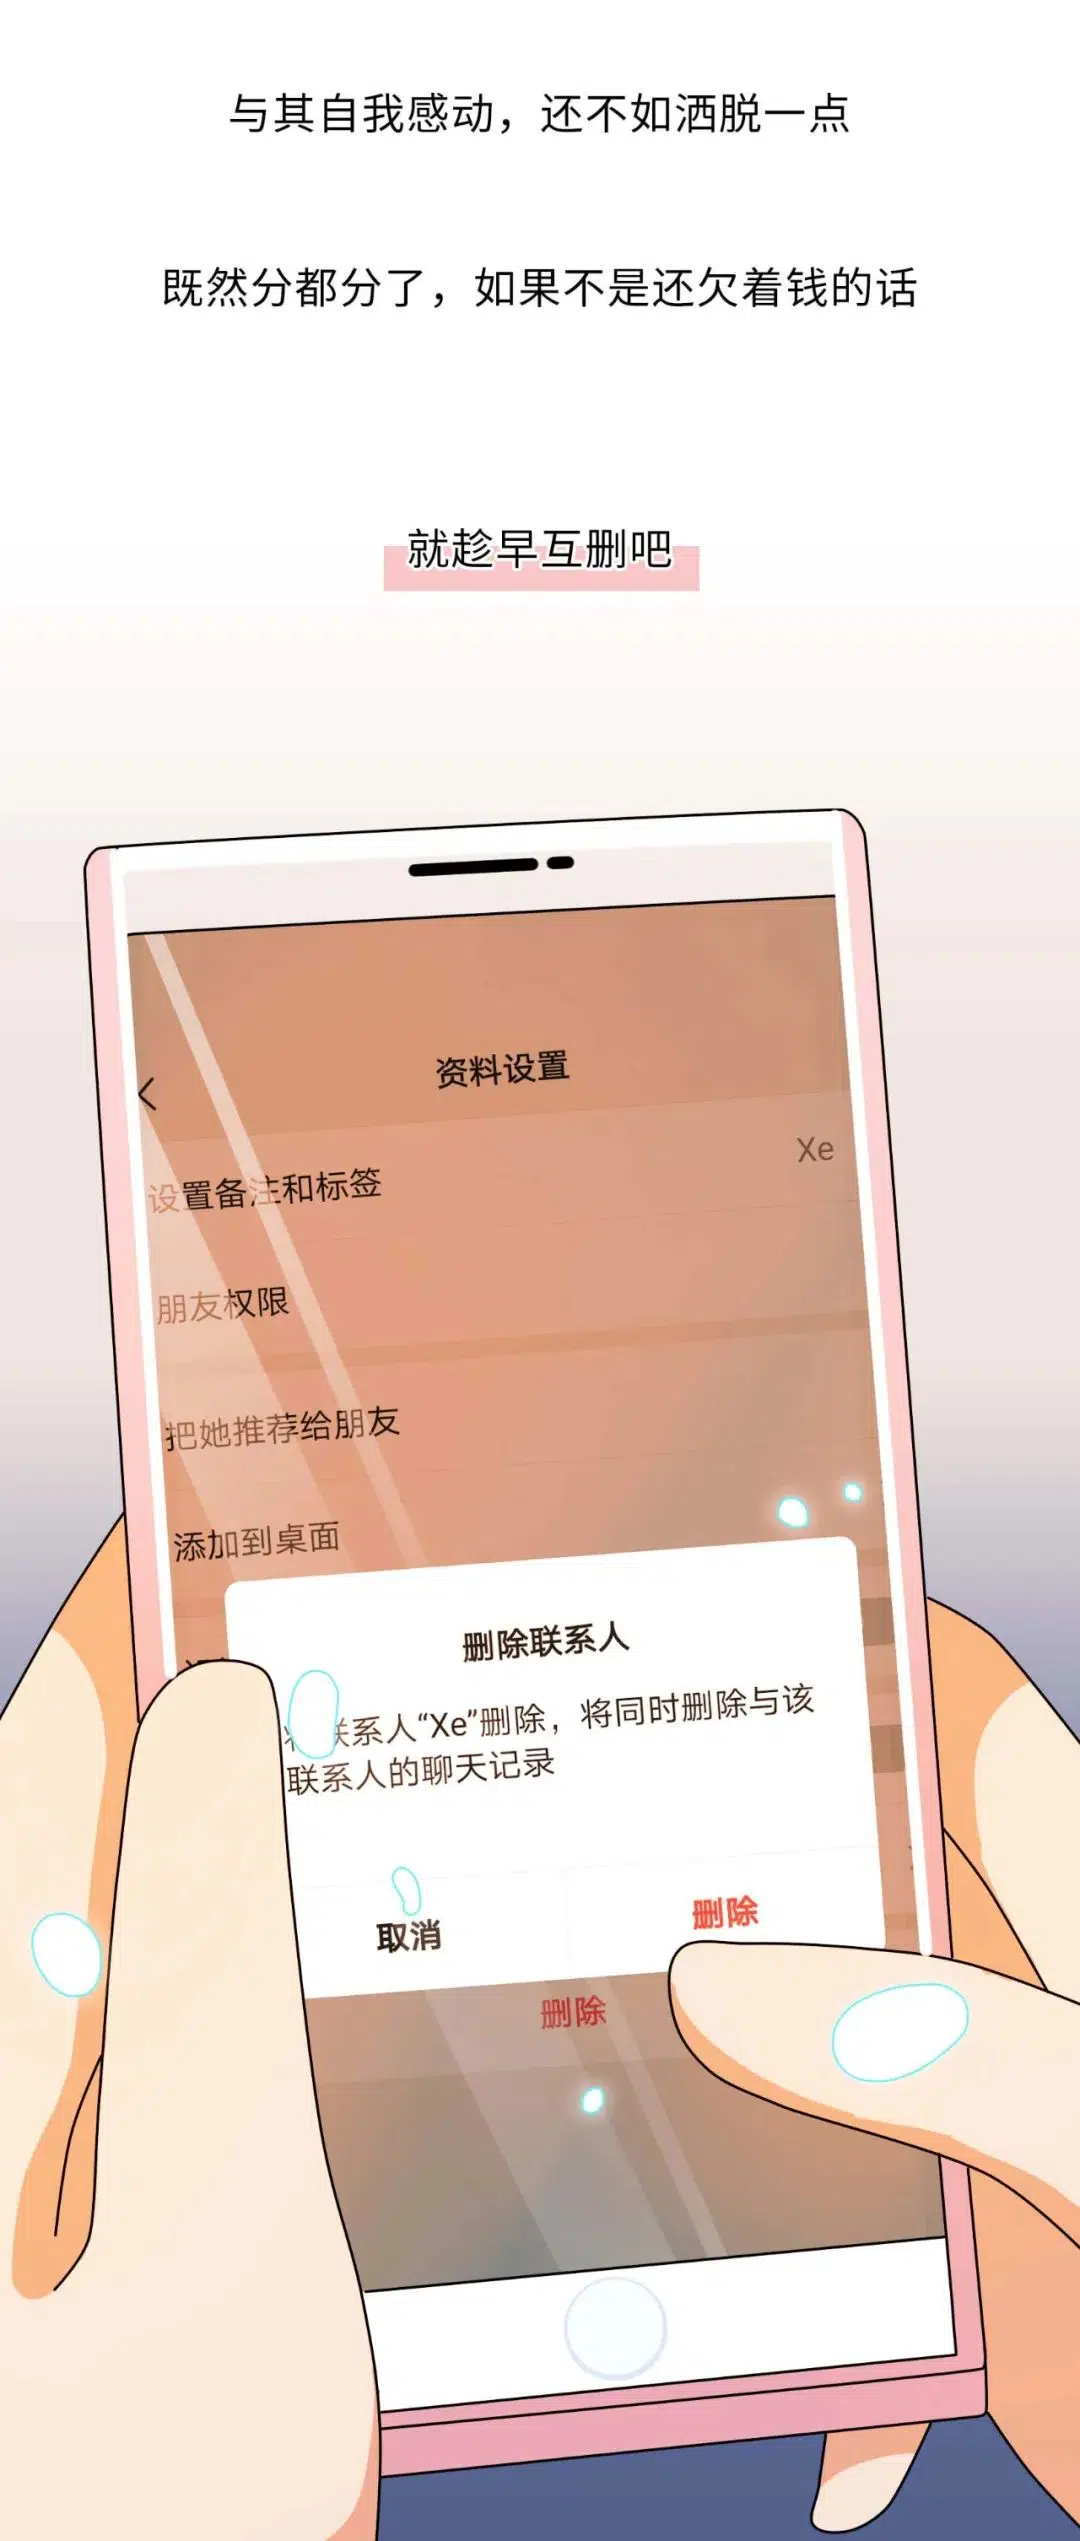 与其自我感动，还不如洒脱一点
既然分都分了，如果不是还欠着钱的话
就趁早互删吧
资料设置
设置备注和标签
Xe
朋友权限
把她推荐给朋友
添加到桌面
删除联系人
联系人“Xe”删除，将同时删除与该
联系人的聊天记录
取消
删除
删除